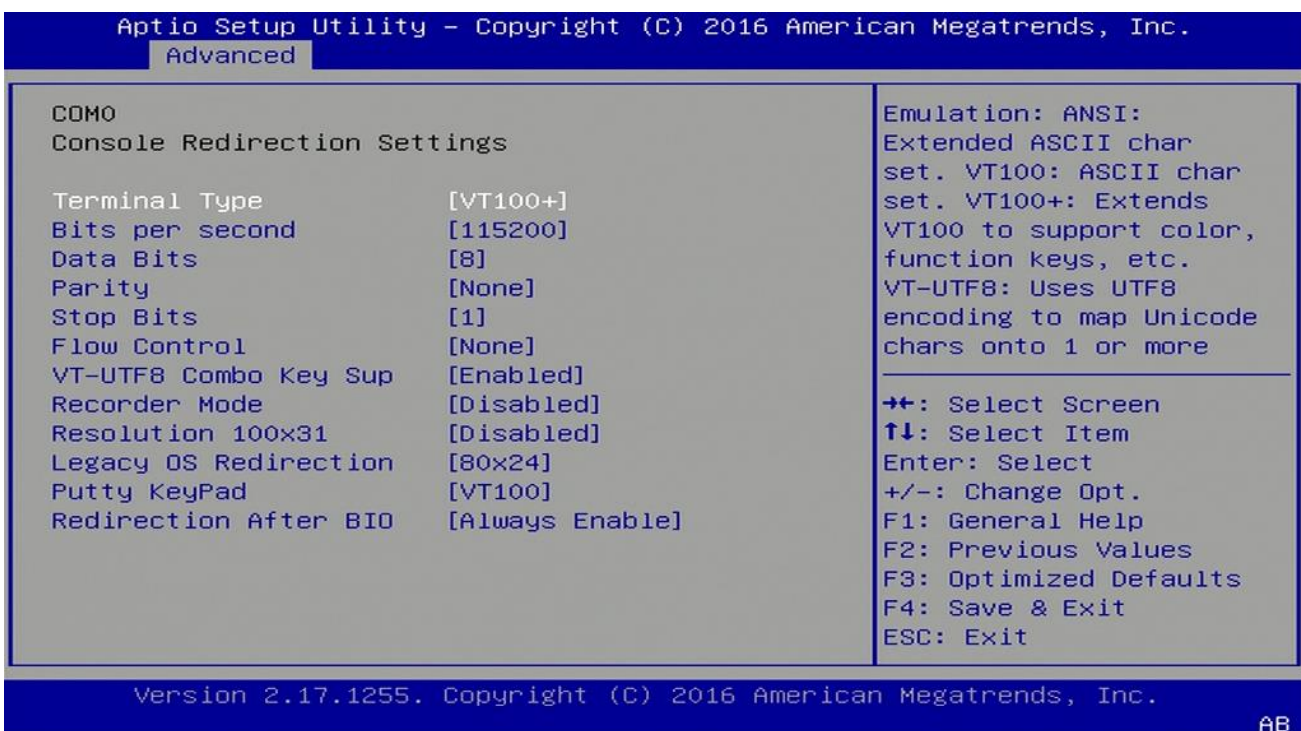 Aptio Setup Utility – Copyright (C) 2016 American Megatrends, Inc.
Advanced
COM0
Console Redirection Settings
Terminal Type [VT100+]
Bits per second [115200]
Data Bits [8]
Parity [None]
Stop Bits [1]
Flow Control [None]
VT-UTF8 Combo Key Sup [Enabled]
Recorder Mode [Disabled]
Resolution 100x31 [Disabled]
Legacy OS Redirection [80x24]
Putty KeyPad [VT100]
Redirection After BIO [Always Enable]
Emulation: ANSI:
Extended ASCII char
set. VT100: ASCII char
set. VT100+: Extends
VT100 to support color,
function keys, etc.
VT-UTF8: Uses UTF8
encoding to map Unicode
chars onto 1 or more
→←: Select Screen
↑↓: Select Item
Enter: Select
+/-: Change Opt.
F1: General Help
F2: Previous Values
F3: Optimized Defaults
F4: Save & Exit
ESC: Exit
Version 2.17.1255. Copyright (C) 2016 American Megatrends, Inc.
AB